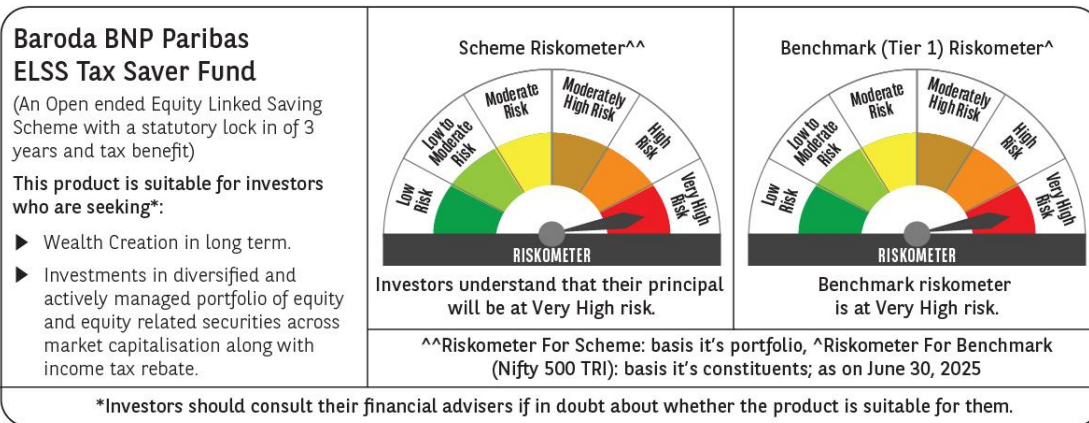 Baroda BNP Paribas
ELSS Tax Saver Fund
(An Open ended Equity Linked Saving
Scheme with a statutory lock in of 3
years and tax benefit)
This product is suitable for investors
who are seeking*:
▶ Wealth Creation in long term.
▶ Investments in diversified and
actively managed portfolio of equity
and equity related securities across
market capitalisation along with
income tax rebate.
Scheme Riskometer^^
Low
Risk
Low to
Moderate
Risk
Moderate
Risk
Moderately
High Risk
High
Risk
Very High
Risk
RISKOMETER
Investors understand that their principal
will be at Very High risk.
Benchmark (Tier 1) Riskometer^
Low
Risk
Low to
Moderate
Risk
Moderate
Risk
Moderately
High Risk
High
Risk
Very High
Risk
RISKOMETER
Benchmark riskometer
is at Very High risk.
^^Riskometer For Scheme: basis it's portfolio, ^Riskometer For Benchmark
(Nifty 500 TRI): basis it's constituents; as on June 30, 2025
*Investors should consult their financial advisers if in doubt about whether the product is suitable for them.